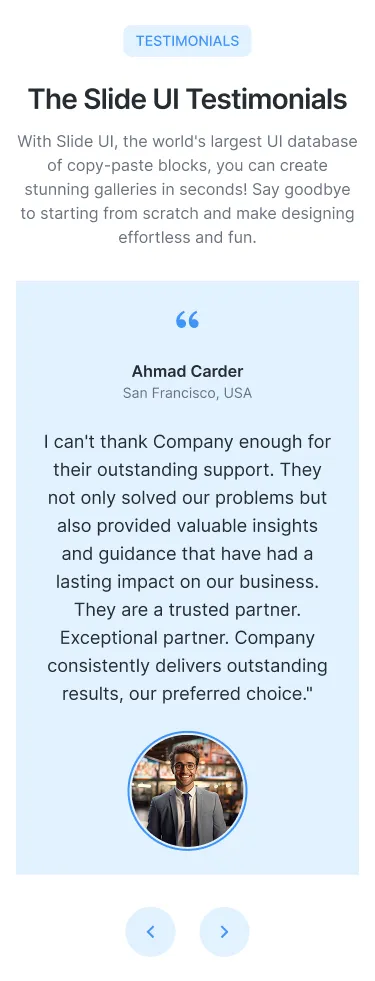 TESTIMONIALS
The Slide UI Testimonials
With Slide UI, the world's largest UI database
of copy-paste blocks, you can create
stunning galleries in seconds! Say goodbye
to starting from scratch and make designing
effortless and fun.
“
Ahmad Carder
San Francisco, USA
I can't thank Company enough for
their outstanding support. They
not only solved our problems but
also provided valuable insights
and guidance that have had a
lasting impact on our business.
They are a trusted partner.
Exceptional partner. Company
consistently delivers outstanding
results, our preferred choice."